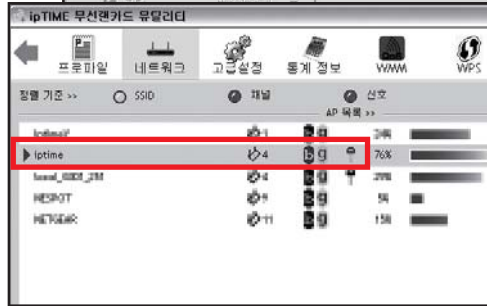 ipTIME 무선랜카드 유틸리티
프로파일 네트워크 고급설정 통계 정보 WMM WPS
정렬 기준 >> SSID 채널 신호
AP 목록 >>
1 b g
iptime 4 b g 76%
4 b g
NESPOT 9 b g 5%
NETGEAR 11 b g 15%